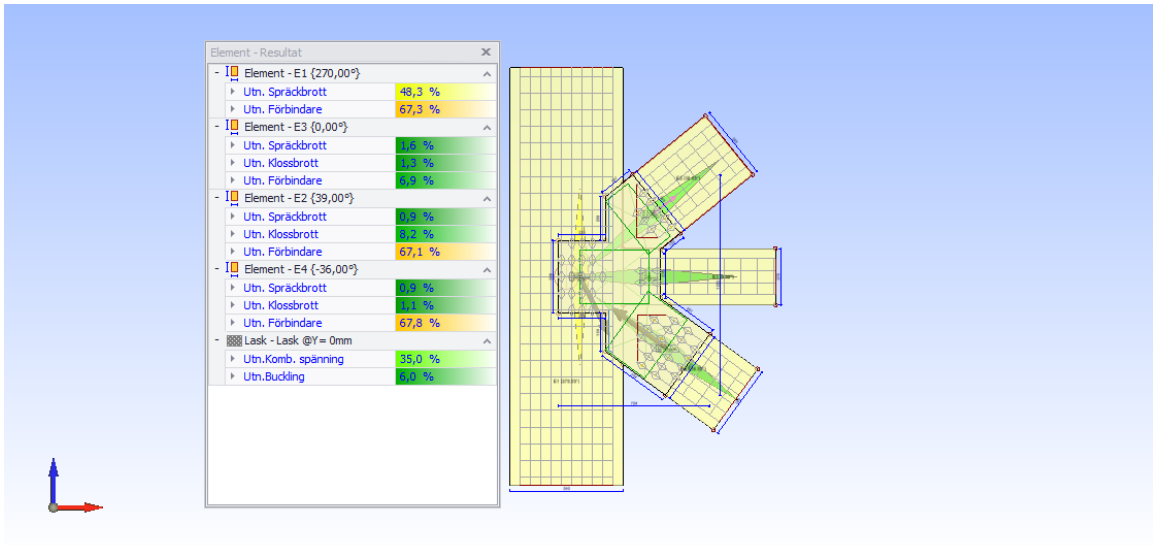 Element - Resultat
Element - E1 {270,00°}
Utn. Spräckbrott 48,3 %
Utn. Förbindare 67,3 %
Element - E3 {0,00°}
Utn. Spräckbrott 1,6 %
Utn. Klossbrott 1,3 %
Utn. Förbindare 6,9 %
Element - E2 {39,00°}
Utn. Spräckbrott 0,9 %
Utn. Klossbrott 8,2 %
Utn. Förbindare 67,1 %
Element - E4 {-36,00°}
Utn. Spräckbrott 0,9 %
Utn. Klossbrott 1,1 %
Utn. Förbindare 67,8 %
Lask - Lask @Y= 0mm
Utn.Komb. spänning 35,0 %
Utn.Buckling 6,0 %